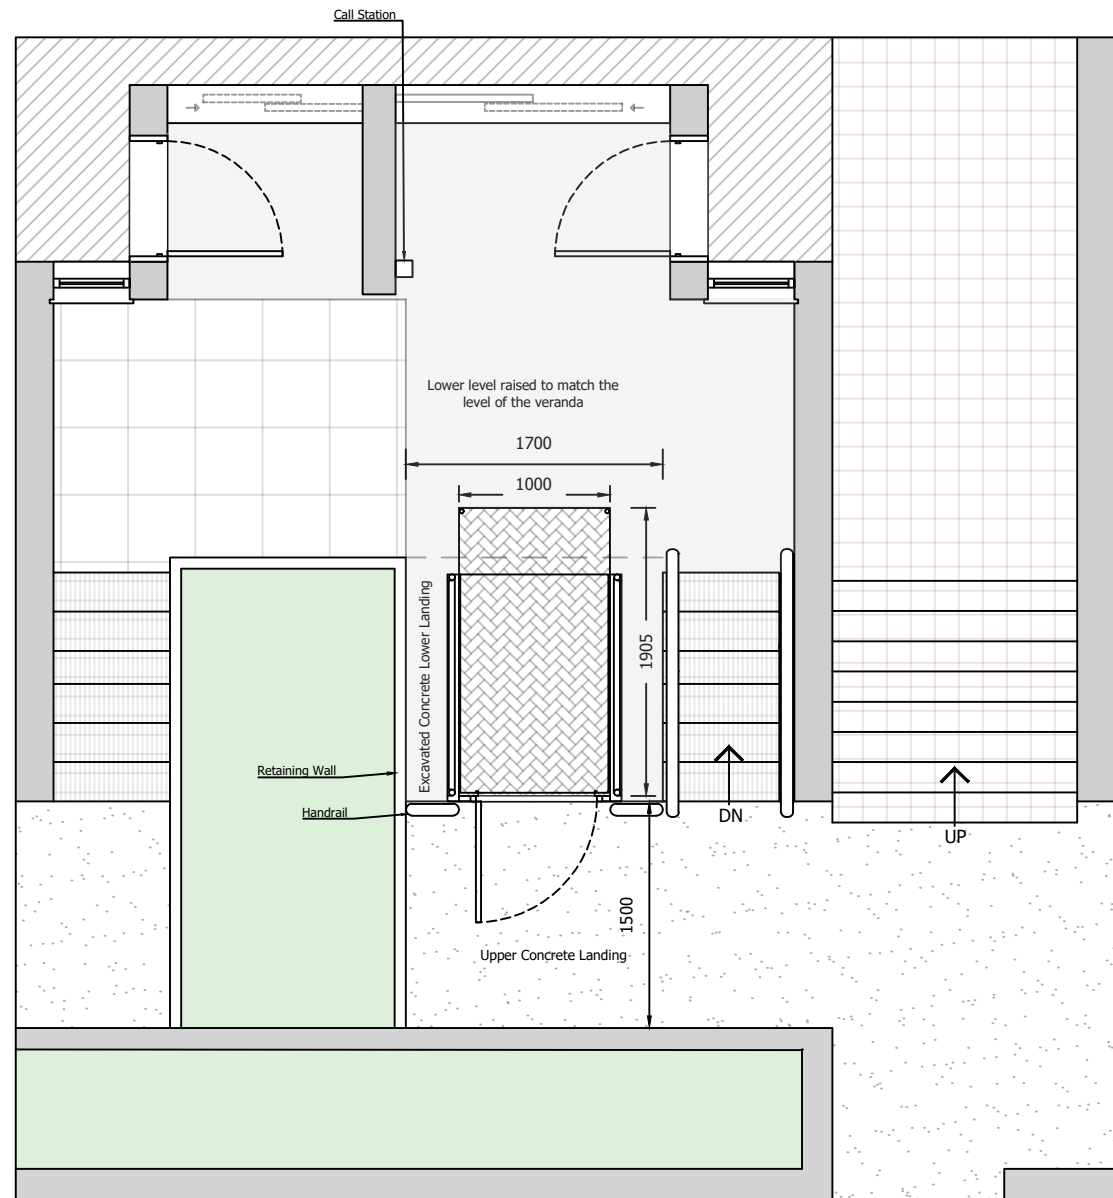 Call Station
Lower level raised to match the
level of the veranda
1700
1000
Excavated Concrete Lower Landing
1905
Retaining Wall
Handrail
DN
UP
1500
Upper Concrete Landing